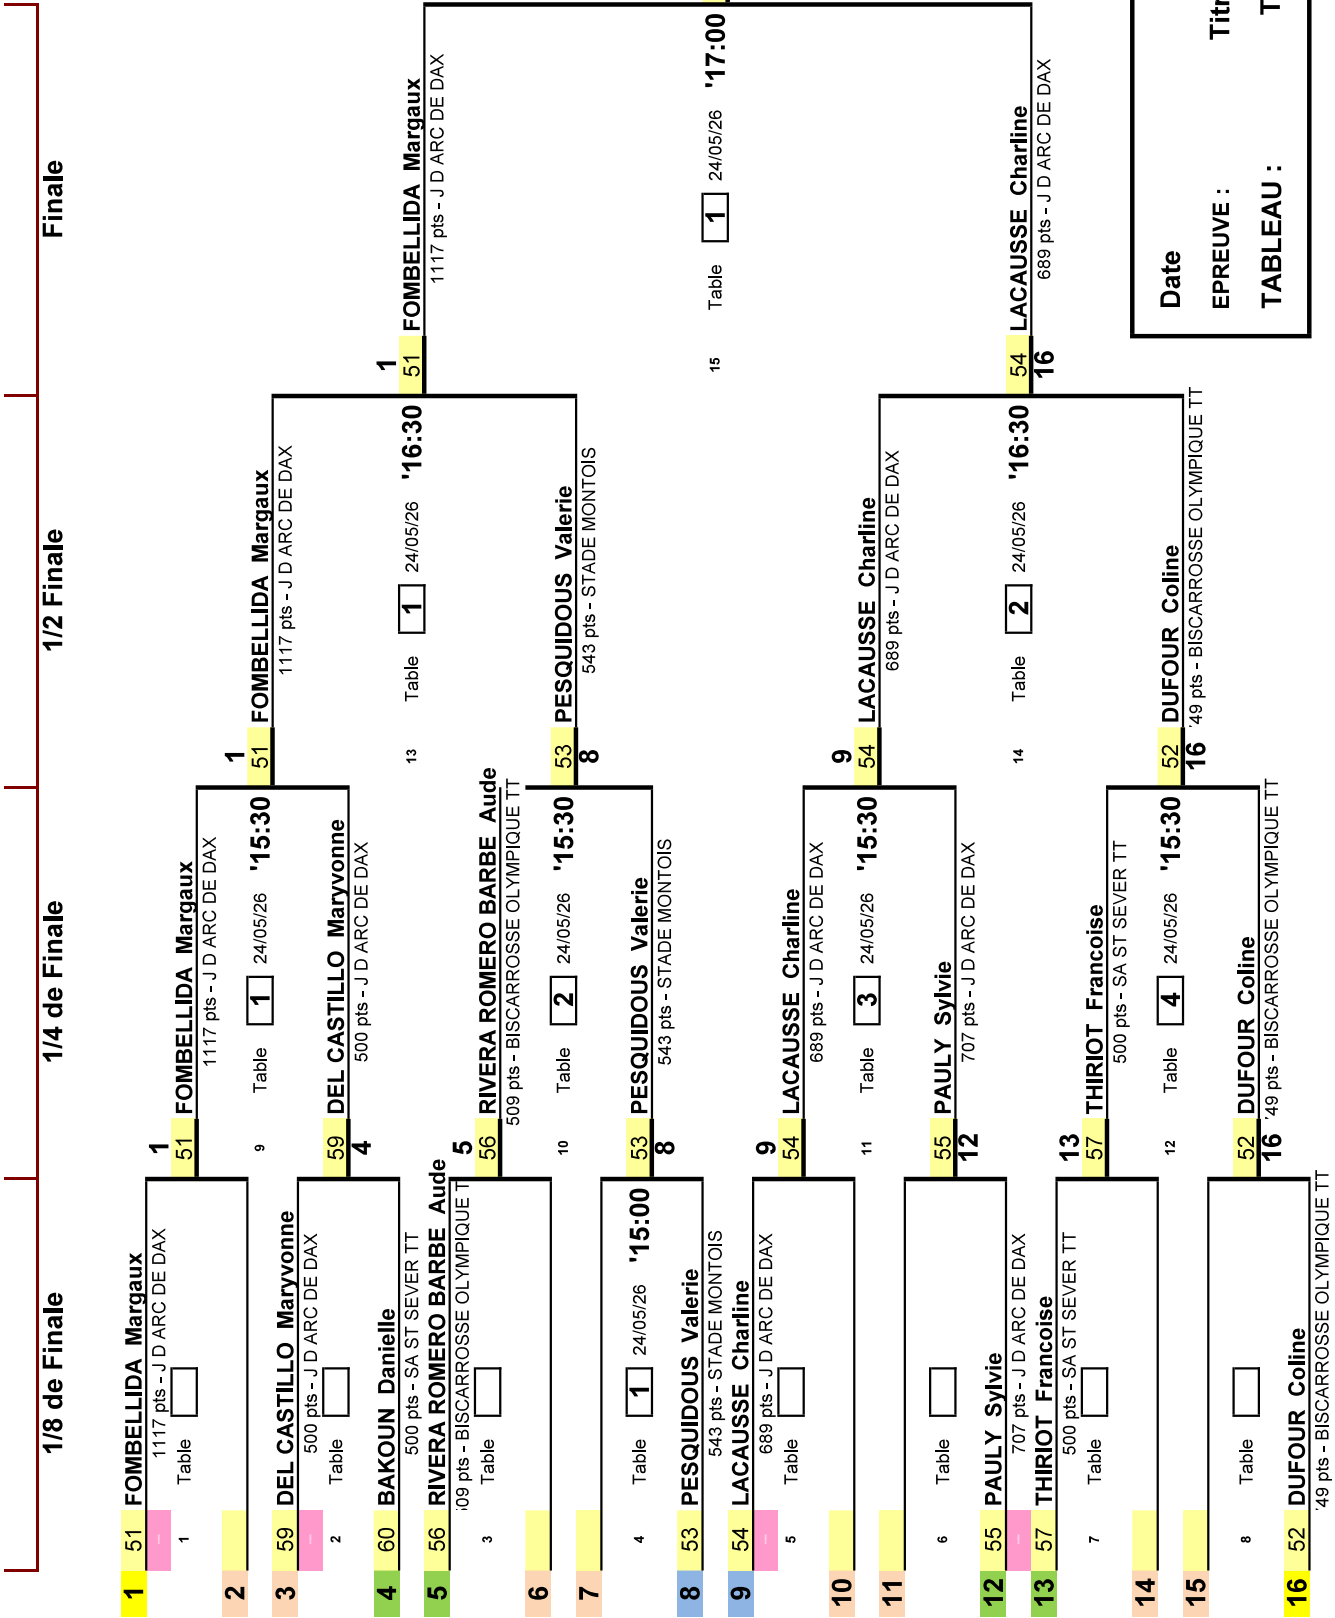 1/8 de Finale
1/4 de Finale
1/2 Finale
Finale
1 51 FOMBELLIDA Margaux
1117 pts - J D ARC DE DAX
1 Table
2
3 59 DEL CASTILLO Maryvonne
500 pts - J D ARC DE DAX
2 Table
4 60 BAKOUN Danielle
500 pts - SA ST SEVER TT
5 56 RIVERA ROMERO BARBE Aude
09 pts - BISCARROSSE OLYMPIQUE T
3 Table
6
7
4 Table 1 24/05/26 '15:00
8 53 PESQUIDOUS Valerie
543 pts - STADE MONTOIS
9 54 LACAUSSE Charline
689 pts - J D ARC DE DAX
5 Table
10
11
6 Table
12 55 PAULY Sylvie
707 pts - J D ARC DE DAX
13 57 THIRIOT Francoise
500 pts - SA ST SEVER TT
7 Table
14
15
8 Table
16 52 DUFOUR Coline
'49 pts - BISCARROSSE OLYMPIQUE TT
1
51 FOMBELLIDA Margaux
1117 pts - J D ARC DE DAX
9 Table 1 24/05/26 '15:30
59 DEL CASTILLO Maryvonne
4 500 pts - J D ARC DE DAX
5
56 RIVERA ROMERO BARBE Aude
509 pts - BISCARROSSE OLYMPIQUE TT
10 Table 2 24/05/26 '15:30
53 PESQUIDOUS Valerie
8 543 pts - STADE MONTOIS
9
54 LACAUSSE Charline
689 pts - J D ARC DE DAX
11 Table 3 24/05/26 '15:30
55 PAULY Sylvie
12 707 pts - J D ARC DE DAX
13
57 THIRIOT Francoise
500 pts - SA ST SEVER TT
12 Table 4 24/05/26 '15:30
52 DUFOUR Coline
16 '49 pts - BISCARROSSE OLYMPIQUE TT
1
51 FOMBELLIDA Margaux
1117 pts - J D ARC DE DAX
13 Table 1 24/05/26 '16:30
53 PESQUIDOUS Valerie
8 543 pts - STADE MONTOIS
9
54 LACAUSSE Charline
689 pts - J D ARC DE DAX
14 Table 2 24/05/26 '16:30
52 DUFOUR Coline
16 '49 pts - BISCARROSSE OLYMPIQUE TT
1
51 FOMBELLIDA Margaux
1117 pts - J D ARC DE DAX
15 Table 1 24/05/26 '17:00
54 LACAUSSE Charline
16 689 pts - J D ARC DE DAX
Date
EPREUVE : Titr
TABLEAU : T